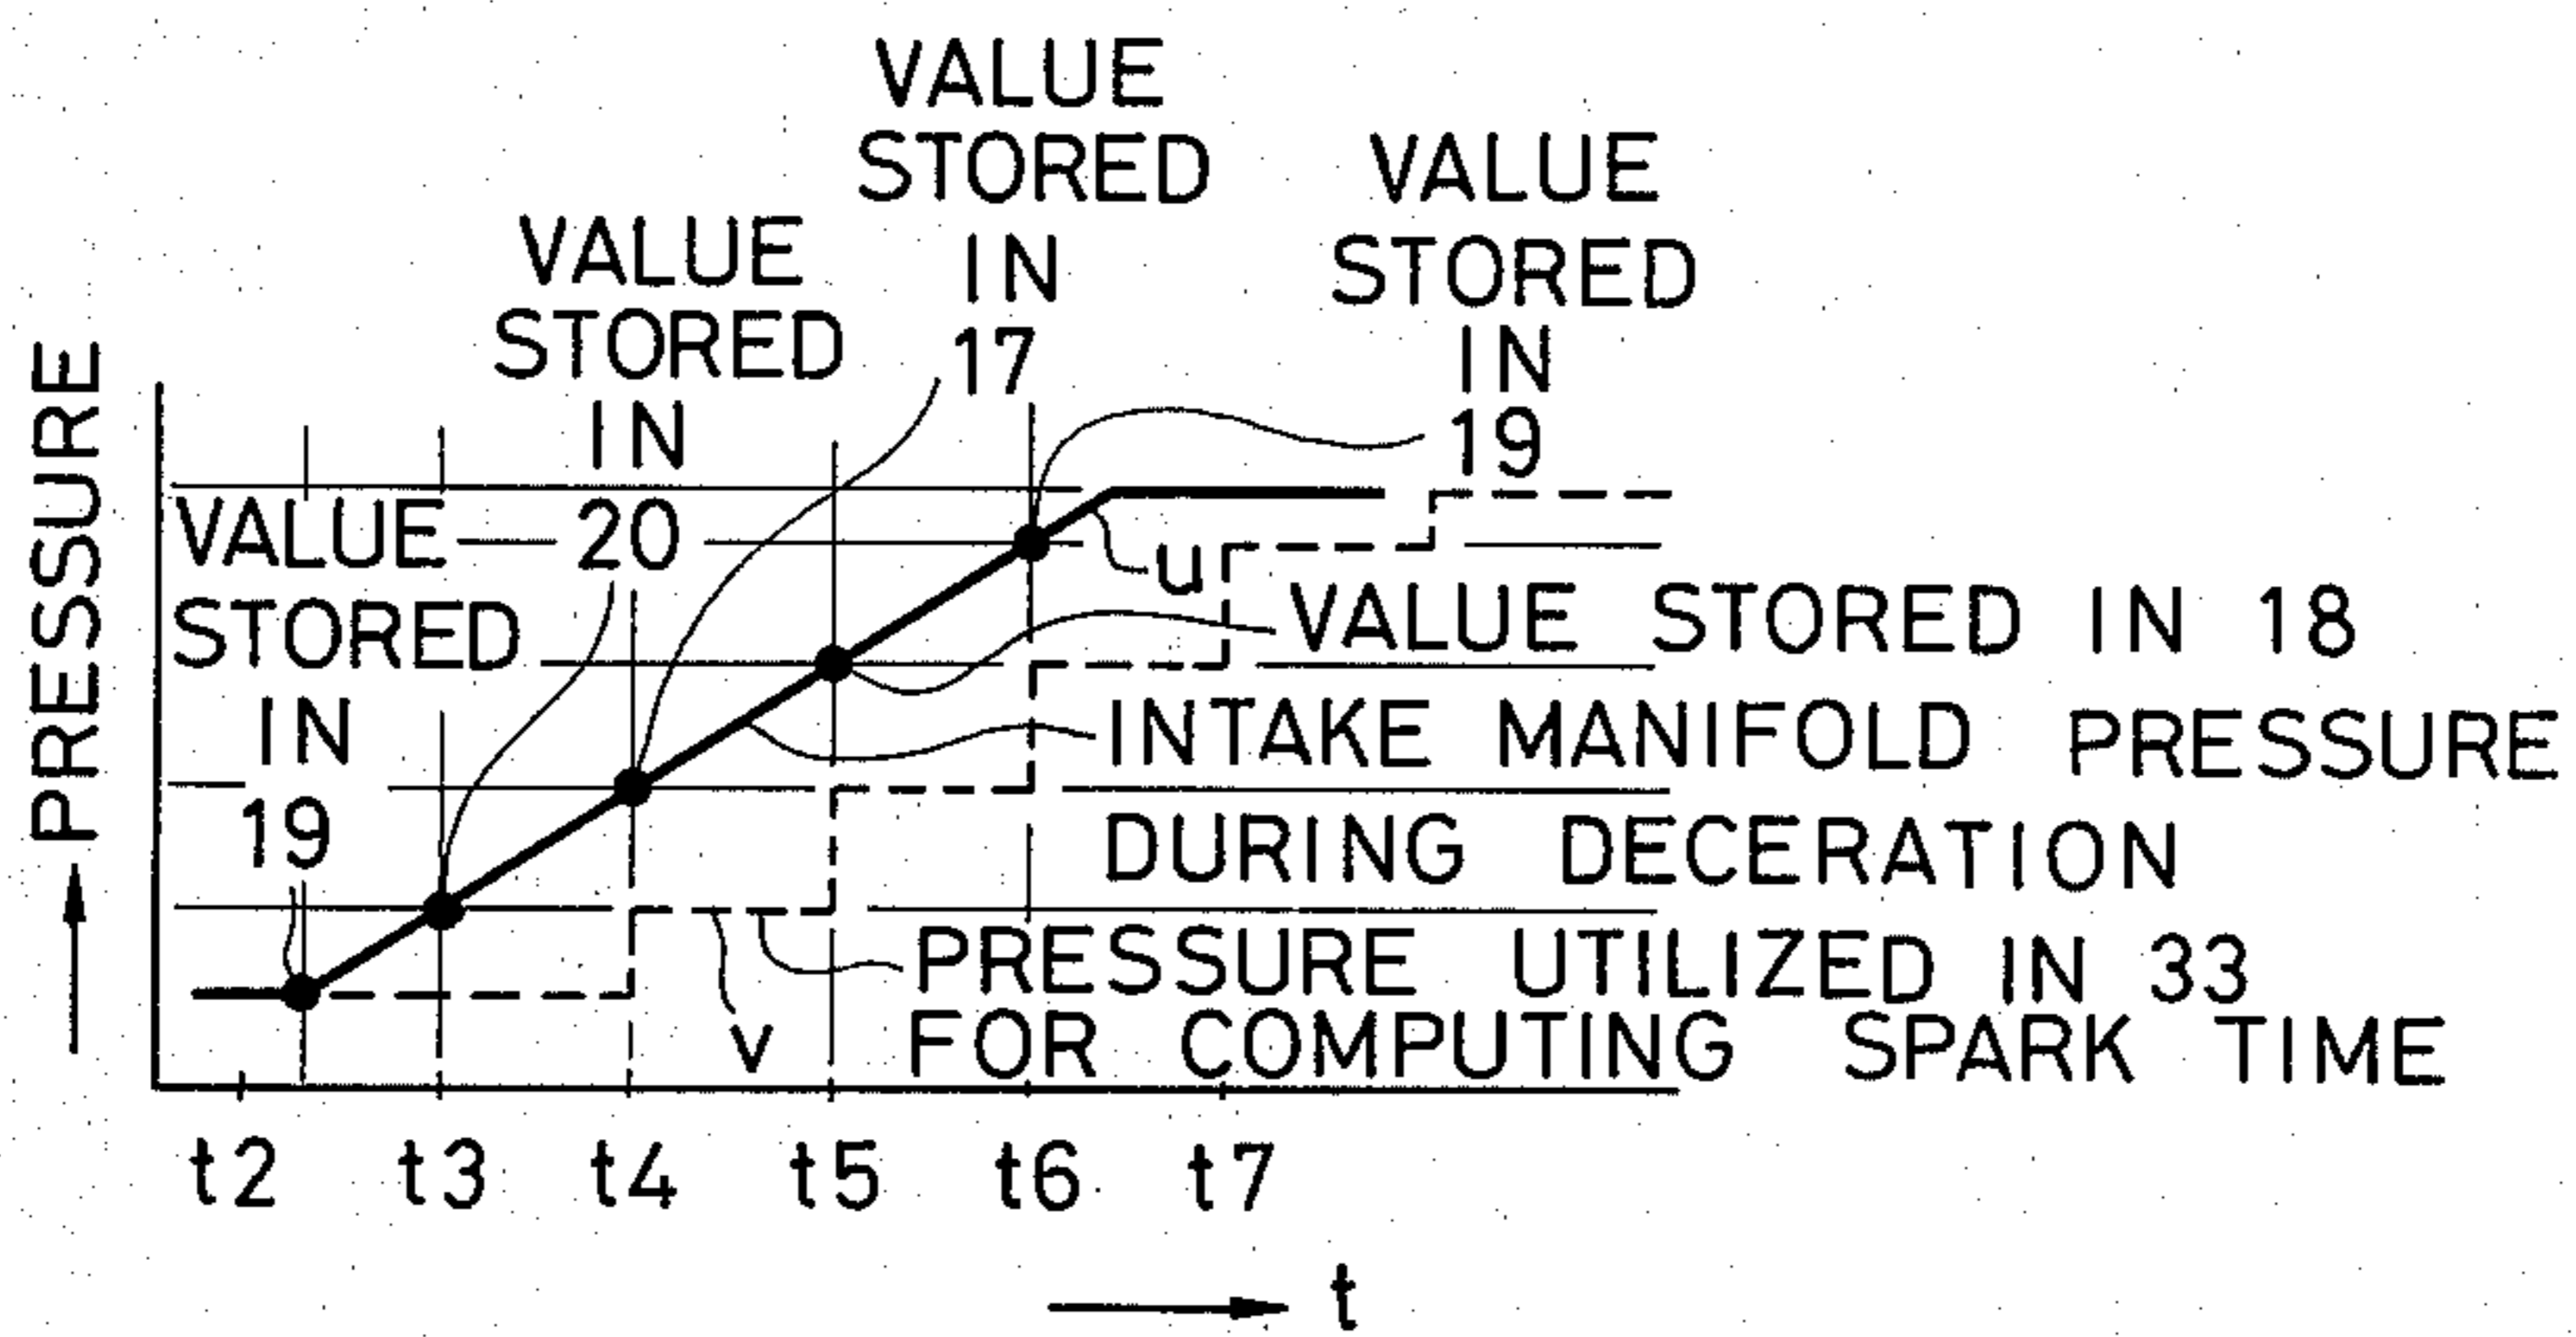 VALUE
STORED
IN
17
VALUE
STORED
IN
19
VALUE
STORED
IN
20
VALUE
STORED
IN
19
PRESSURE
u
VALUE STORED IN 18
INTAKE MANIFOLD PRESSURE
DURING DECERATION
PRESSURE UTILIZED IN 33
FOR COMPUTING SPARK TIME
v
t2 t3 t4 t5 t6 t7
t